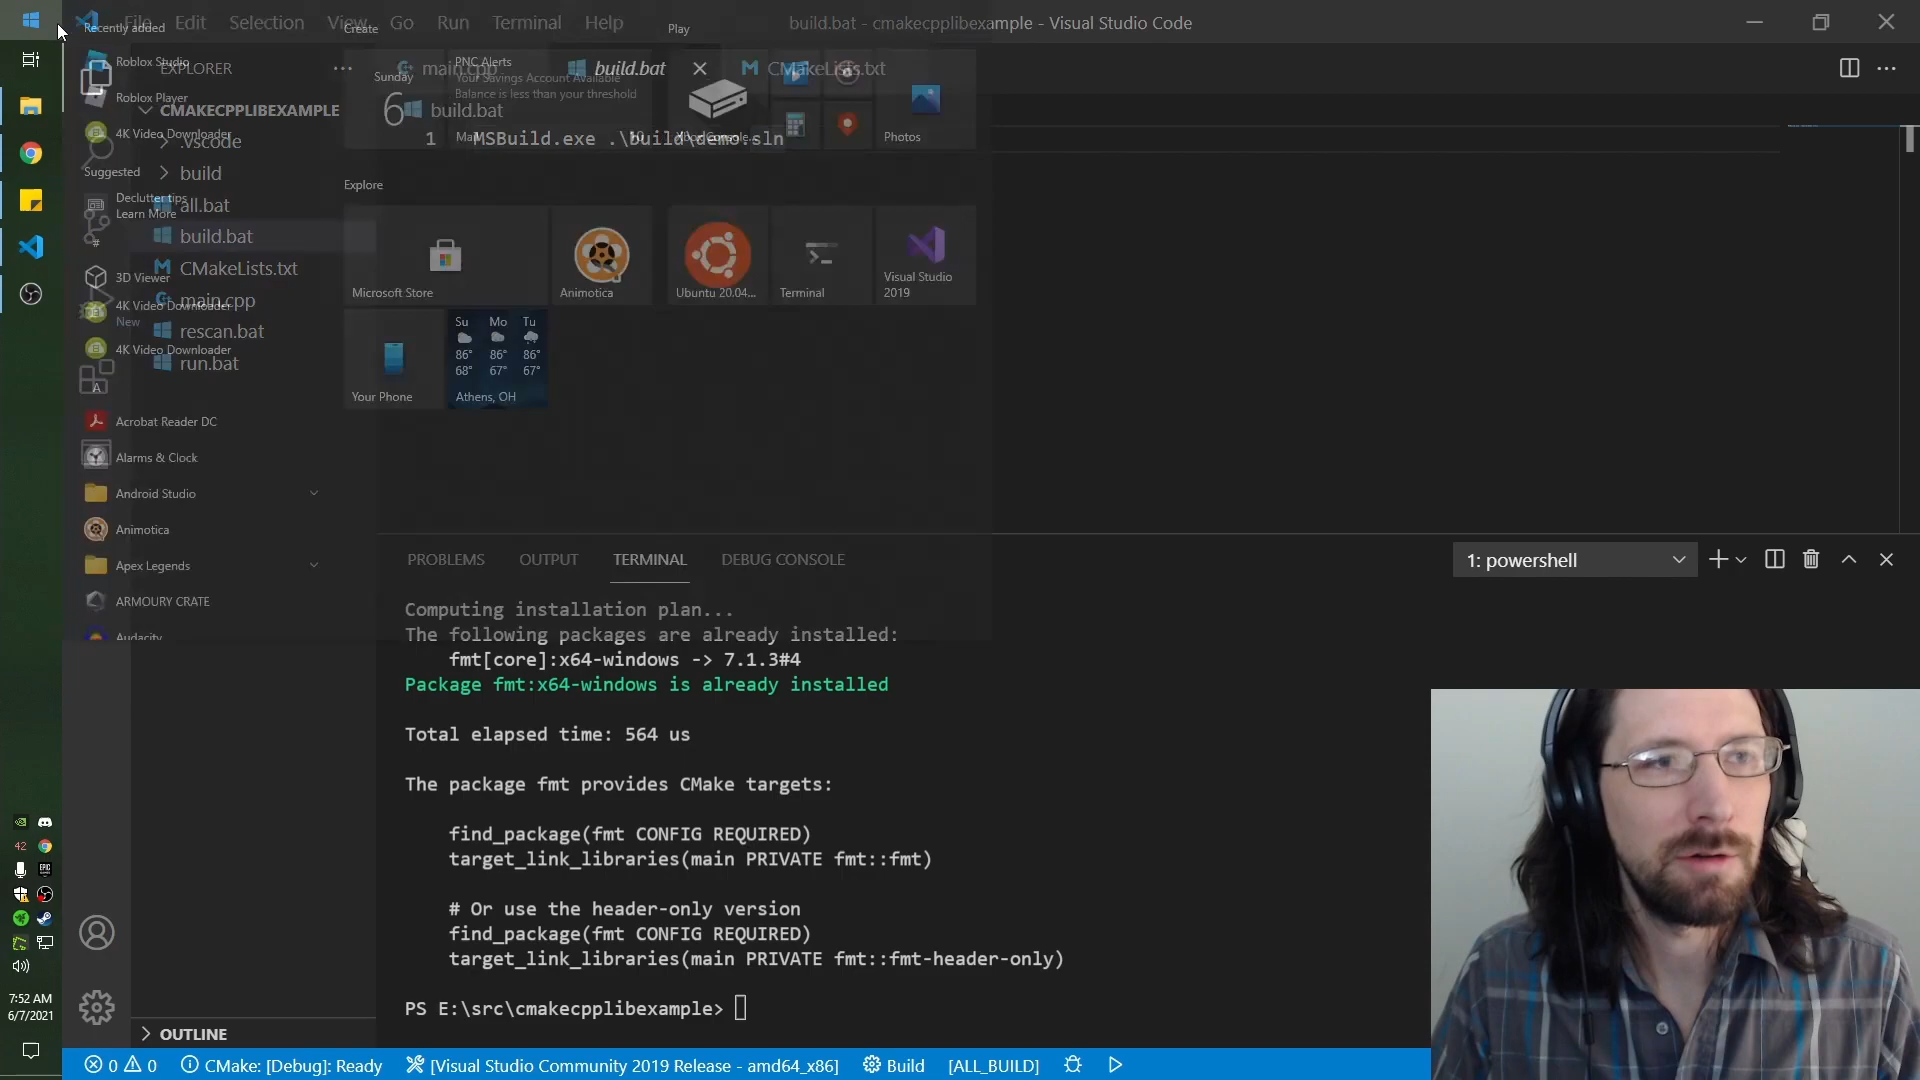 File Edit Selection View Go Run Terminal Help
build.bat - cmakecpplibexample - Visual Studio Code
Recently added
Roblox Studio
Roblox Player
4K Video Downloader
Suggested
Declutter tips
Learn More
#
3D Viewer
4K Video Downloader
New
4K Video Downloader
A
Acrobat Reader DC
Alarms & Clock
Android Studio
Animotica
Apex Legends
ARMOURY CRATE
Audacity
Create
Play
Sunday
6
PNC Alerts
Your Savings Account Available
Balance is less than your threshold
Photos
Explore
Microsoft Store
Animotica
Ubuntu 20.04...
Terminal
Visual Studio
2019
Your Phone
Su Mo Tu
86° 86° 86°
68° 67° 67°
Athens, OH
EXPLORER
CMAKECPPLIBEXAMPLE
.vscode
build
all.bat
build.bat
CMakeLists.txt
main.cpp
rescan.bat
run.bat
OUTLINE
main.cpp
build.bat
CMakeLists.txt
build.bat
1 MSBuild.exe .\build\demo.sln
PROBLEMS OUTPUT TERMINAL DEBUG CONSOLE
1: powershell
Computing installation plan...
The following packages are already installed:
fmt[core]:x64-windows -> 7.1.3#4
Package fmt:x64-windows is already installed
Total elapsed time: 564 us
The package fmt provides CMake targets:
find_package(fmt CONFIG REQUIRED)
target_link_libraries(main PRIVATE fmt::fmt)
# Or use the header-only version
find_package(fmt CONFIG REQUIRED)
target_link_libraries(main PRIVATE fmt::fmt-header-only)
PS E:\src\cmakecpplibexample>
42
EPIC
7:52 AM
6/7/2021
0 0
CMake: [Debug]: Ready
[Visual Studio Community 2019 Release - amd64_x86]
Build
[ALL_BUILD]